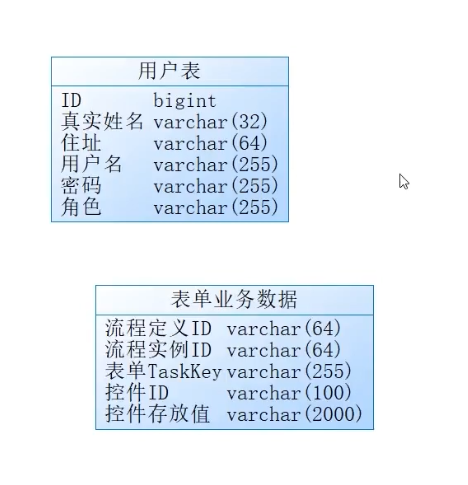 用户表
ID bigint
真实姓名 varchar(32)
住址 varchar(64)
用户名 varchar(255)
密码 varchar(255)
角色 varchar(255)
表单业务数据
流程定义ID varchar(64)
流程实例ID varchar(64)
表单TaskKey varchar(255)
控件ID varchar(100)
控件存放值 varchar(2000)